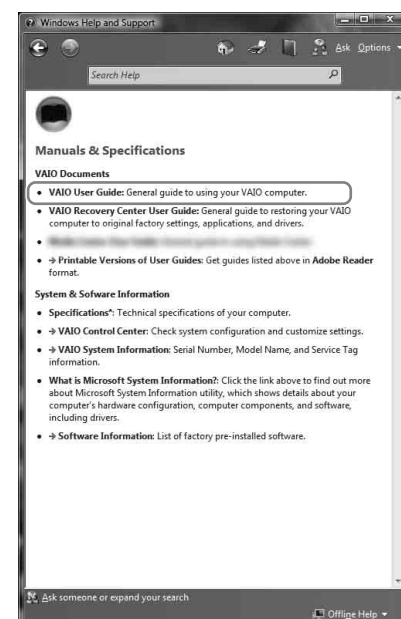 Windows Help and Support
Ask Options
Search Help
Manuals & Specifications
VAIO Documents
• VAIO User Guide: General guide to using your VAIO computer.
• VAIO Recovery Center User Guide: General guide to restoring your VAIO
computer to original factory settings, applications, and drivers.
• → Printable Versions of User Guides: Get guides listed above in Adobe Reader
format.
System & Sofware Information
• Specifications*: Technical specifications of your computer.
• → VAIO Control Center: Check system configuration and customize settings.
• → VAIO System Information: Serial Number, Model Name, and Service Tag
information.
• What is Microsoft System Information?: Click the link above to find out more
about Microsoft System Information utility, which shows details about your
computer's hardware configuration, computer components, and software,
including drivers.
• → Software Information: List of factory pre-installed software.
Ask someone or expand your search
Offline Help